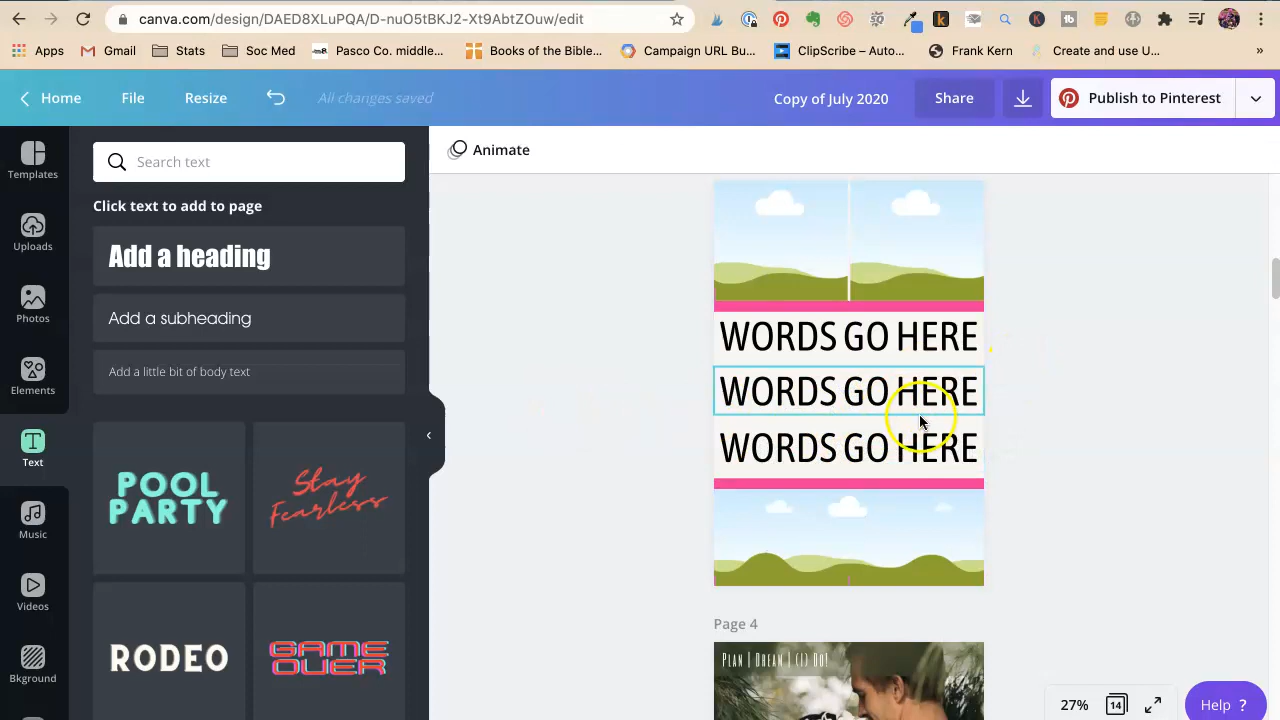 canva.com/design/DAED8XLuPQA/D-nuO5tBKJ2-Xt9AbtZOuw/edit
Apps
Gmail
Stats
Soc Med
Pasco Co. middle...
Books of the Bible...
Campaign URL Bu...
ClipScribe – Auto...
Frank Kern
Create and use U...
»
Home
File
Resize
All changes saved
Copy of July 2020
Share
Publish to Pinterest
Templates
Uploads
Photos
Elements
Text
Music
Videos
Bkground
Search text
Click text to add to page
Add a heading
Add a subheading
Add a little bit of body text
POOL
PARTY
Stay
Fearless
RODEO
GAME
OVER
Animate
WORDS GO HERE
WORDS GO HERE
WORDS GO HERE
Page 4
PLAN | DREAM | (I) DO!
27%
14
Help ?